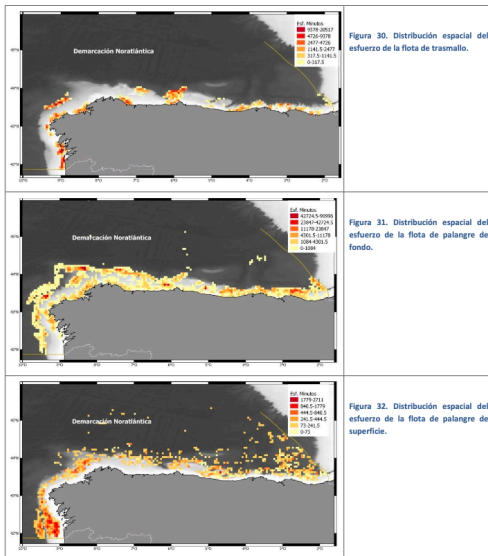 Esf. Minutos
9378-20517
4726-9378
2477-4726
1141.5-2477
317.5-1141.5
0-317.5
Demarcación Noratlántica
Figura 30. Distribución espacial del
esfuerzo de la flota de trasmallo.
Esf. Minutos
42724.5-90996
23847-42724.5
11178-23847
4301.5-11178
1084-4301.5
0-1084
Demarcación Noratlántica
Figura 31. Distribución espacial del
esfuerzo de la flota de palangre de
fondo.
Esf. Minutos
1779-2711
846.5-1779
444.5-846.5
241.5-444.5
73-241.5
0-73
Demarcación Noratlántica
Figura 32. Distribución espacial del
esfuerzo de la flota de palangre de
superficie.